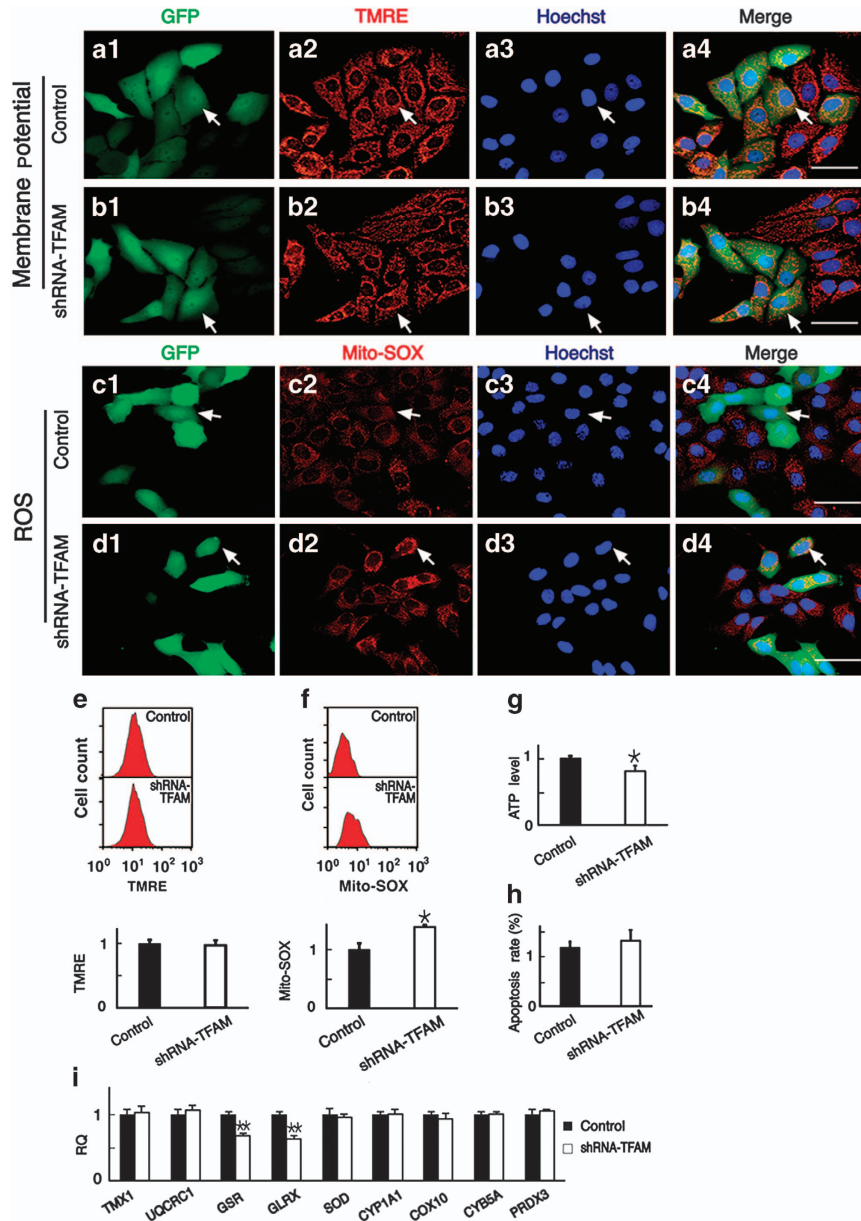 GFP TMRE Hoechst Merge
Membrane potential
Control
a1 a2 a3 a4
shRNA-TFAM
b1 b2 b3 b4
GFP Mito-SOX Hoechst Merge
ROS
Control
c1 c2 c3 c4
shRNA-TFAM
d1 d2 d3 d4
e
Cell count
Control
shRNA-
TFAM
10⁰ 10¹ 10² 10³
TMRE
f
Cell count
Control
shRNA-
TFAM
10⁰ 10¹ 10² 10³
Mito-SOX
g
ATP level
1
0
*
Control shRNA-TFAM
TMRE
1
0
Control shRNA-TFAM
Mito-SOX
1
0
*
Control shRNA-TFAM
h
Apoptosis rate (%)
1
0
Control shRNA-TFAM
i
RQ
1
0
** **
Control
shRNA-TFAM
TMX1 UQCRC1 GSR GLRX SOD CYP1A1 COX10 CYB5A PRDX3